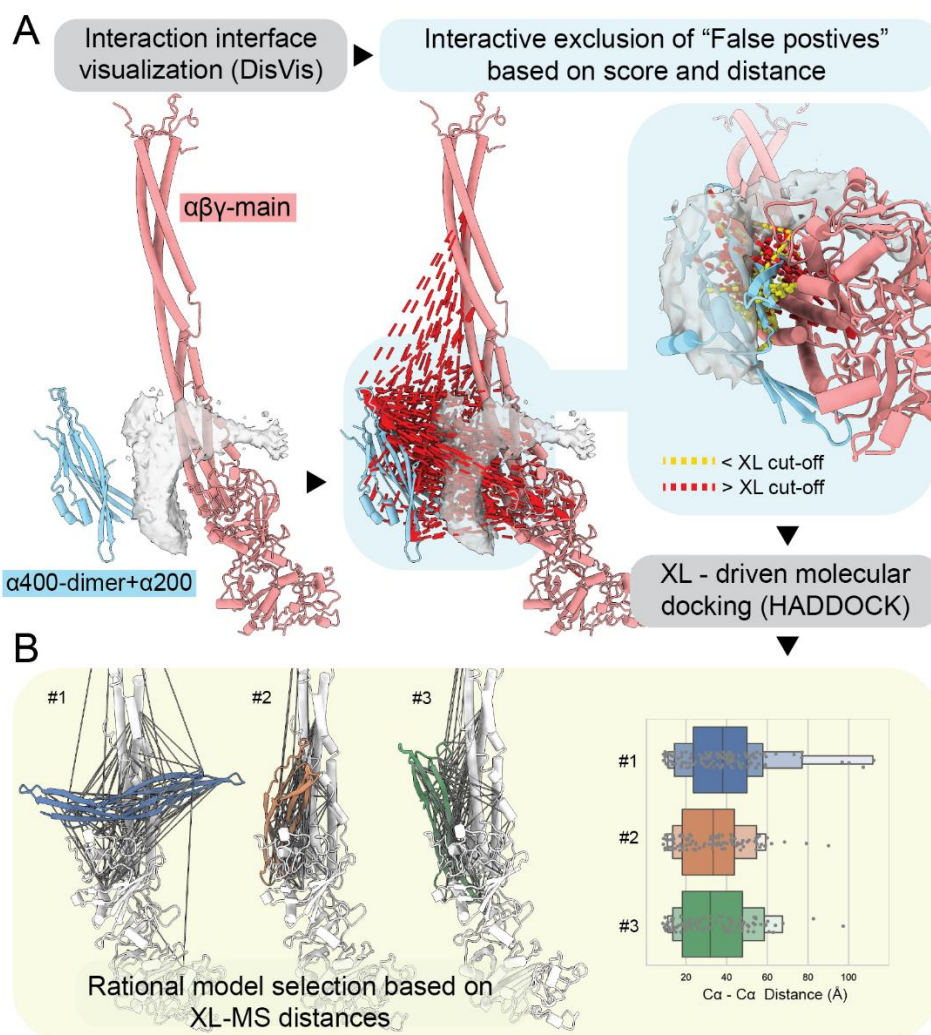 A
Interaction interface
visualization (DisVis)
Interactive exclusion of “False postives”
based on score and distance
αβγ-main
α400-dimer+α200
< XL cut-off
> XL cut-off
XL - driven molecular
docking (HADDOCK)
B
#1
#2
#3
Rational model selection based on
XL-MS distances
#1
#2
#3
20 40 60 80 100
Cα - Cα Distance (Å)